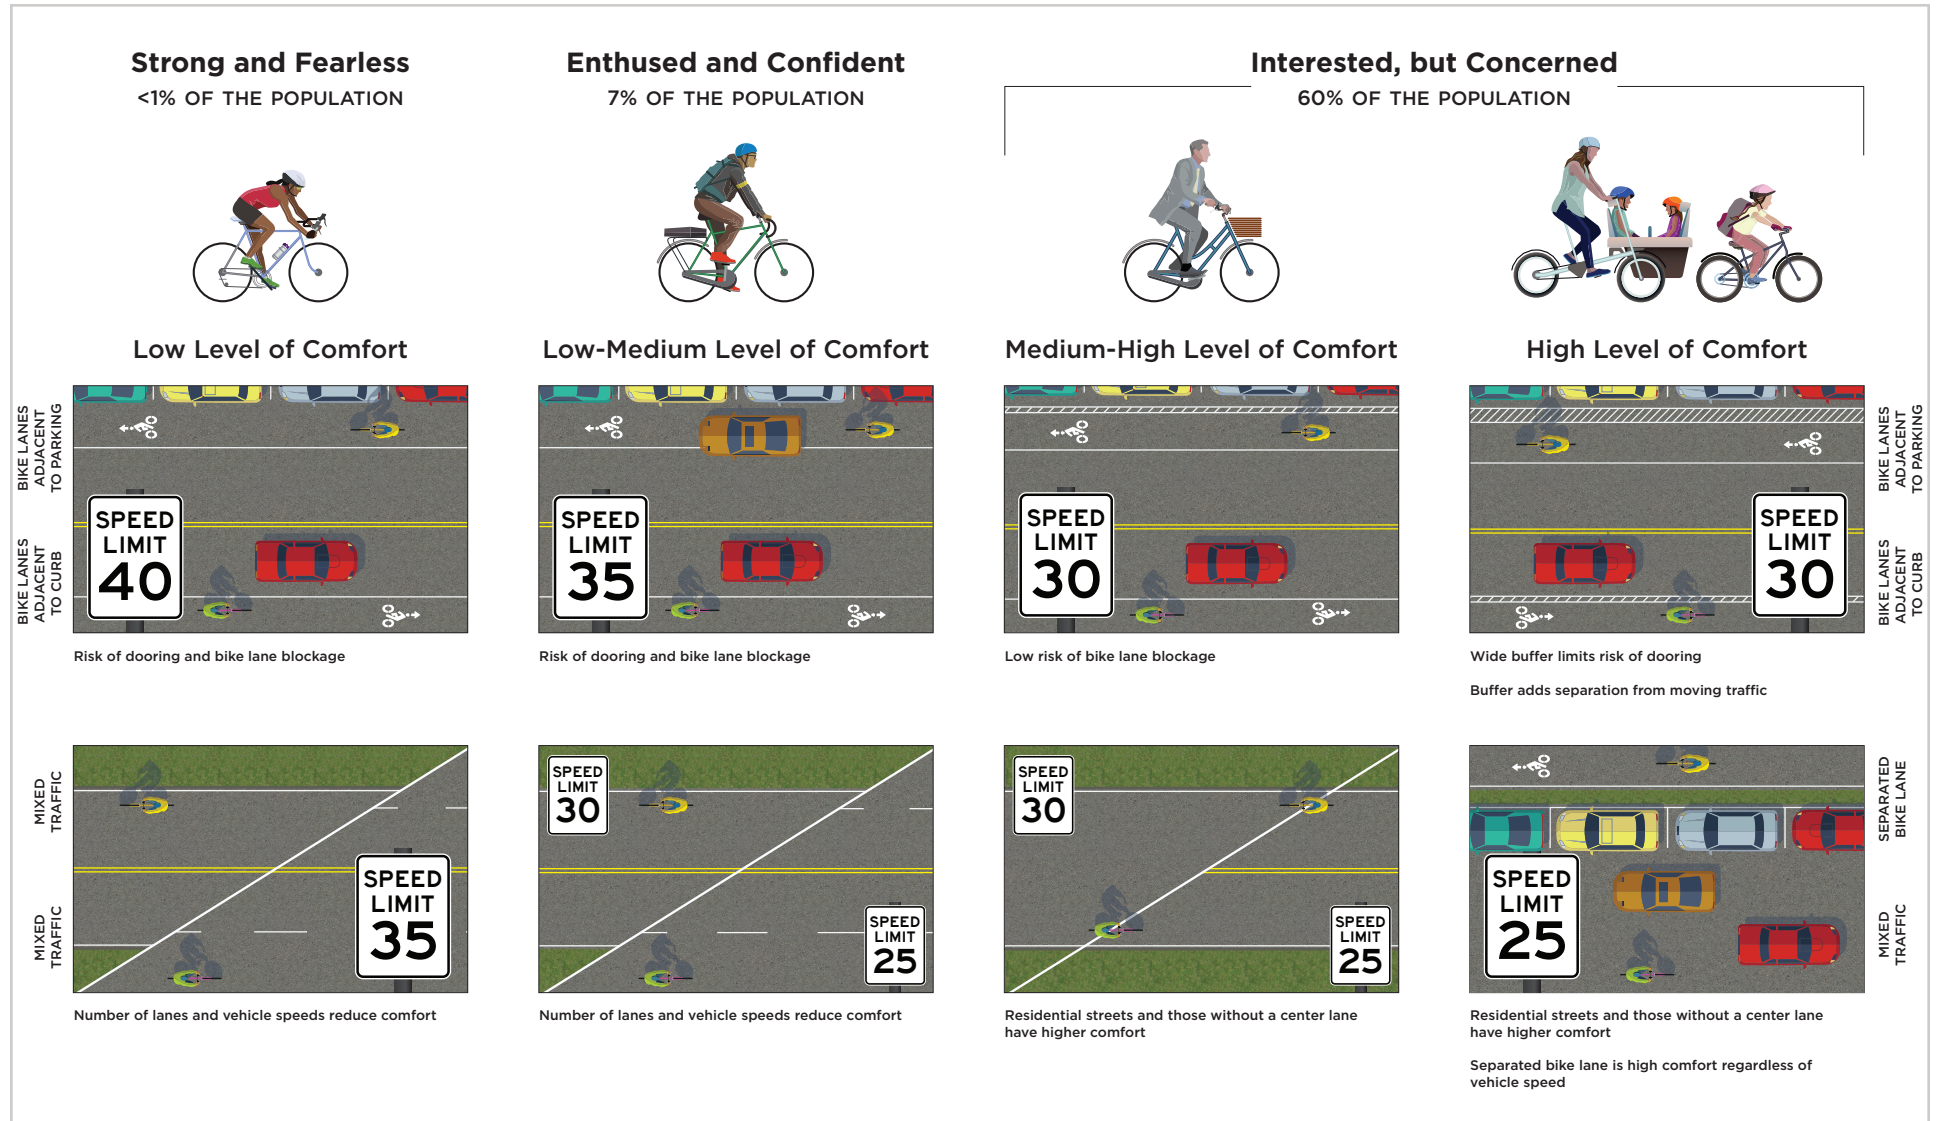 Strong and Fearless
<1% OF THE POPULATION
Enthused and Confident
7% OF THE POPULATION
Interested, but Concerned
60% OF THE POPULATION
Low Level of Comfort
Low-Medium Level of Comfort
Medium-High Level of Comfort
High Level of Comfort
BIKE LANES
ADJACENT
TO PARKING
BIKE LANES
ADJACENT
TO CURB
SPEED
LIMIT
40
SPEED
LIMIT
35
SPEED
LIMIT
30
SPEED
LIMIT
30
BIKE LANES
ADJACENT
TO PARKING
BIKE LANES
ADJACENT
TO CURB
Risk of dooring and bike lane blockage
Risk of dooring and bike lane blockage
Low risk of bike lane blockage
Wide buffer limits risk of dooring
Buffer adds separation from moving traffic
MIXED
TRAFFIC
MIXED
TRAFFIC
SPEED
LIMIT
35
SPEED
LIMIT
30
SPEED
LIMIT
25
SPEED
LIMIT
30
SPEED
LIMIT
25
SPEED
LIMIT
25
SEPARATED
BIKE LANE
MIXED
TRAFFIC
Number of lanes and vehicle speeds reduce comfort
Number of lanes and vehicle speeds reduce comfort
Residential streets and those without a center lane
have higher comfort
Residential streets and those without a center lane
have higher comfort
Separated bike lane is high comfort regardless of
vehicle speed